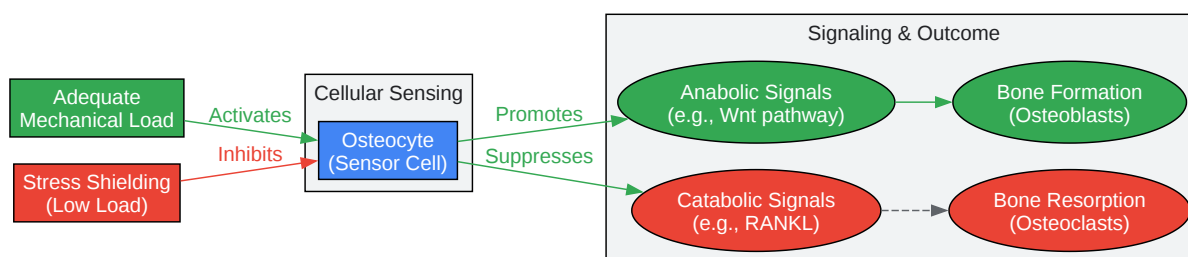 Signaling & Outcome
Cellular Sensing
Adequate
Mechanical Load
Activates
Inhibits
Stress Shielding
(Low Load)
Osteocyte
(Sensor Cell)
Promotes
Suppresses
Anabolic Signals
(e.g., Wnt pathway)
Bone Formation
(Osteoblasts)
Catabolic Signals
(e.g., RANKL)
Bone Resorption
(Osteoclasts)